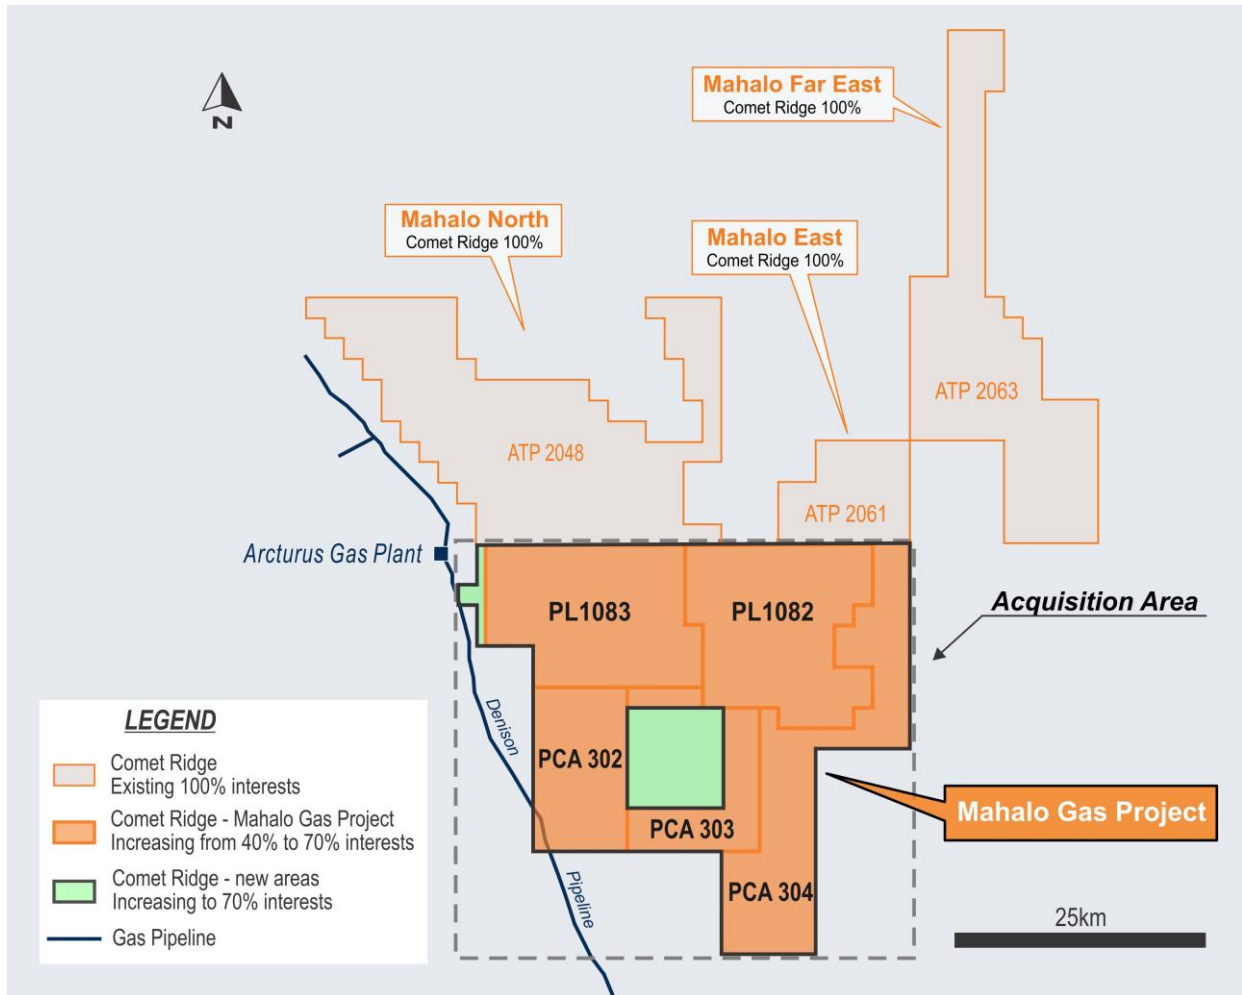 Mahalo Far East
Comet Ridge 100%
N
Mahalo North
Comet Ridge 100%
Mahalo East
Comet Ridge 100%
ATP 2063
ATP 2048
ATP 2061
Arcturus Gas Plant
PL1083
PL1082
Acquisition Area
Denison
PCA 302
PCA 303
Mahalo Gas Project
Pipeline
PCA 304
25km
LEGEND
Comet Ridge
Existing 100% interests
Comet Ridge - Mahalo Gas Project
Increasing from 40% to 70% interests
Comet Ridge - new areas
Increasing to 70% interests
Gas Pipeline